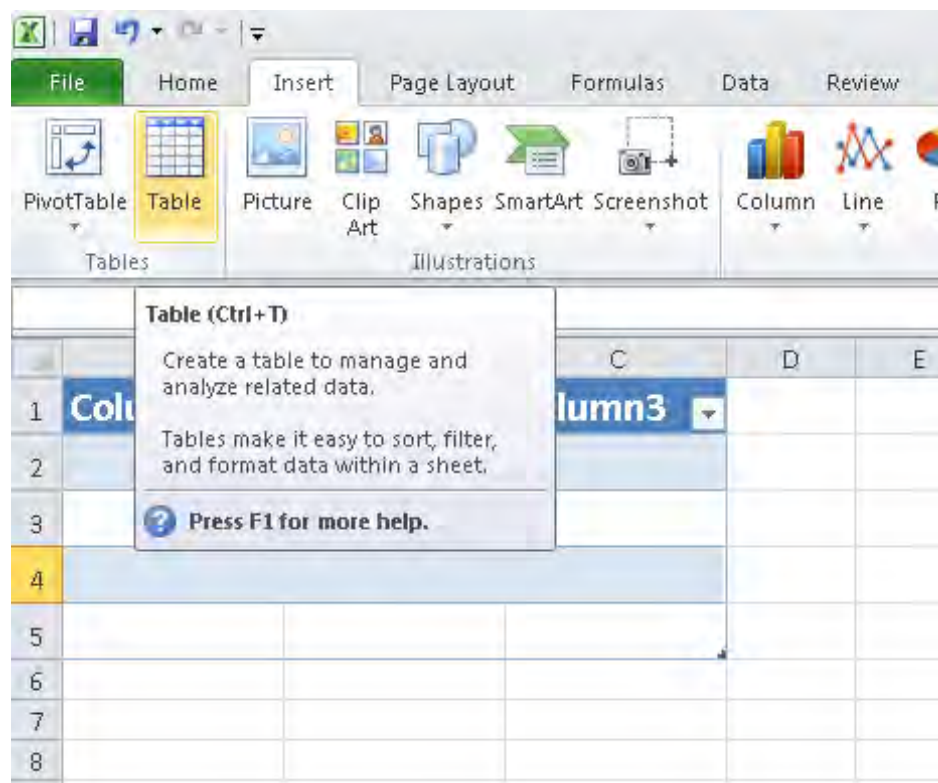 File Home Insert Page Layout Formulas Data Review
PivotTable Table Picture Clip Art Shapes SmartArt Screenshot Column Line
Tables Illustrations
Table (Ctrl+T)
Create a table to manage and
analyze related data.
Tables make it easy to sort, filter,
and format data within a sheet.
Press F1 for more help.
C D E
1 Colu lumn3
2
3
4
5
6
7
8